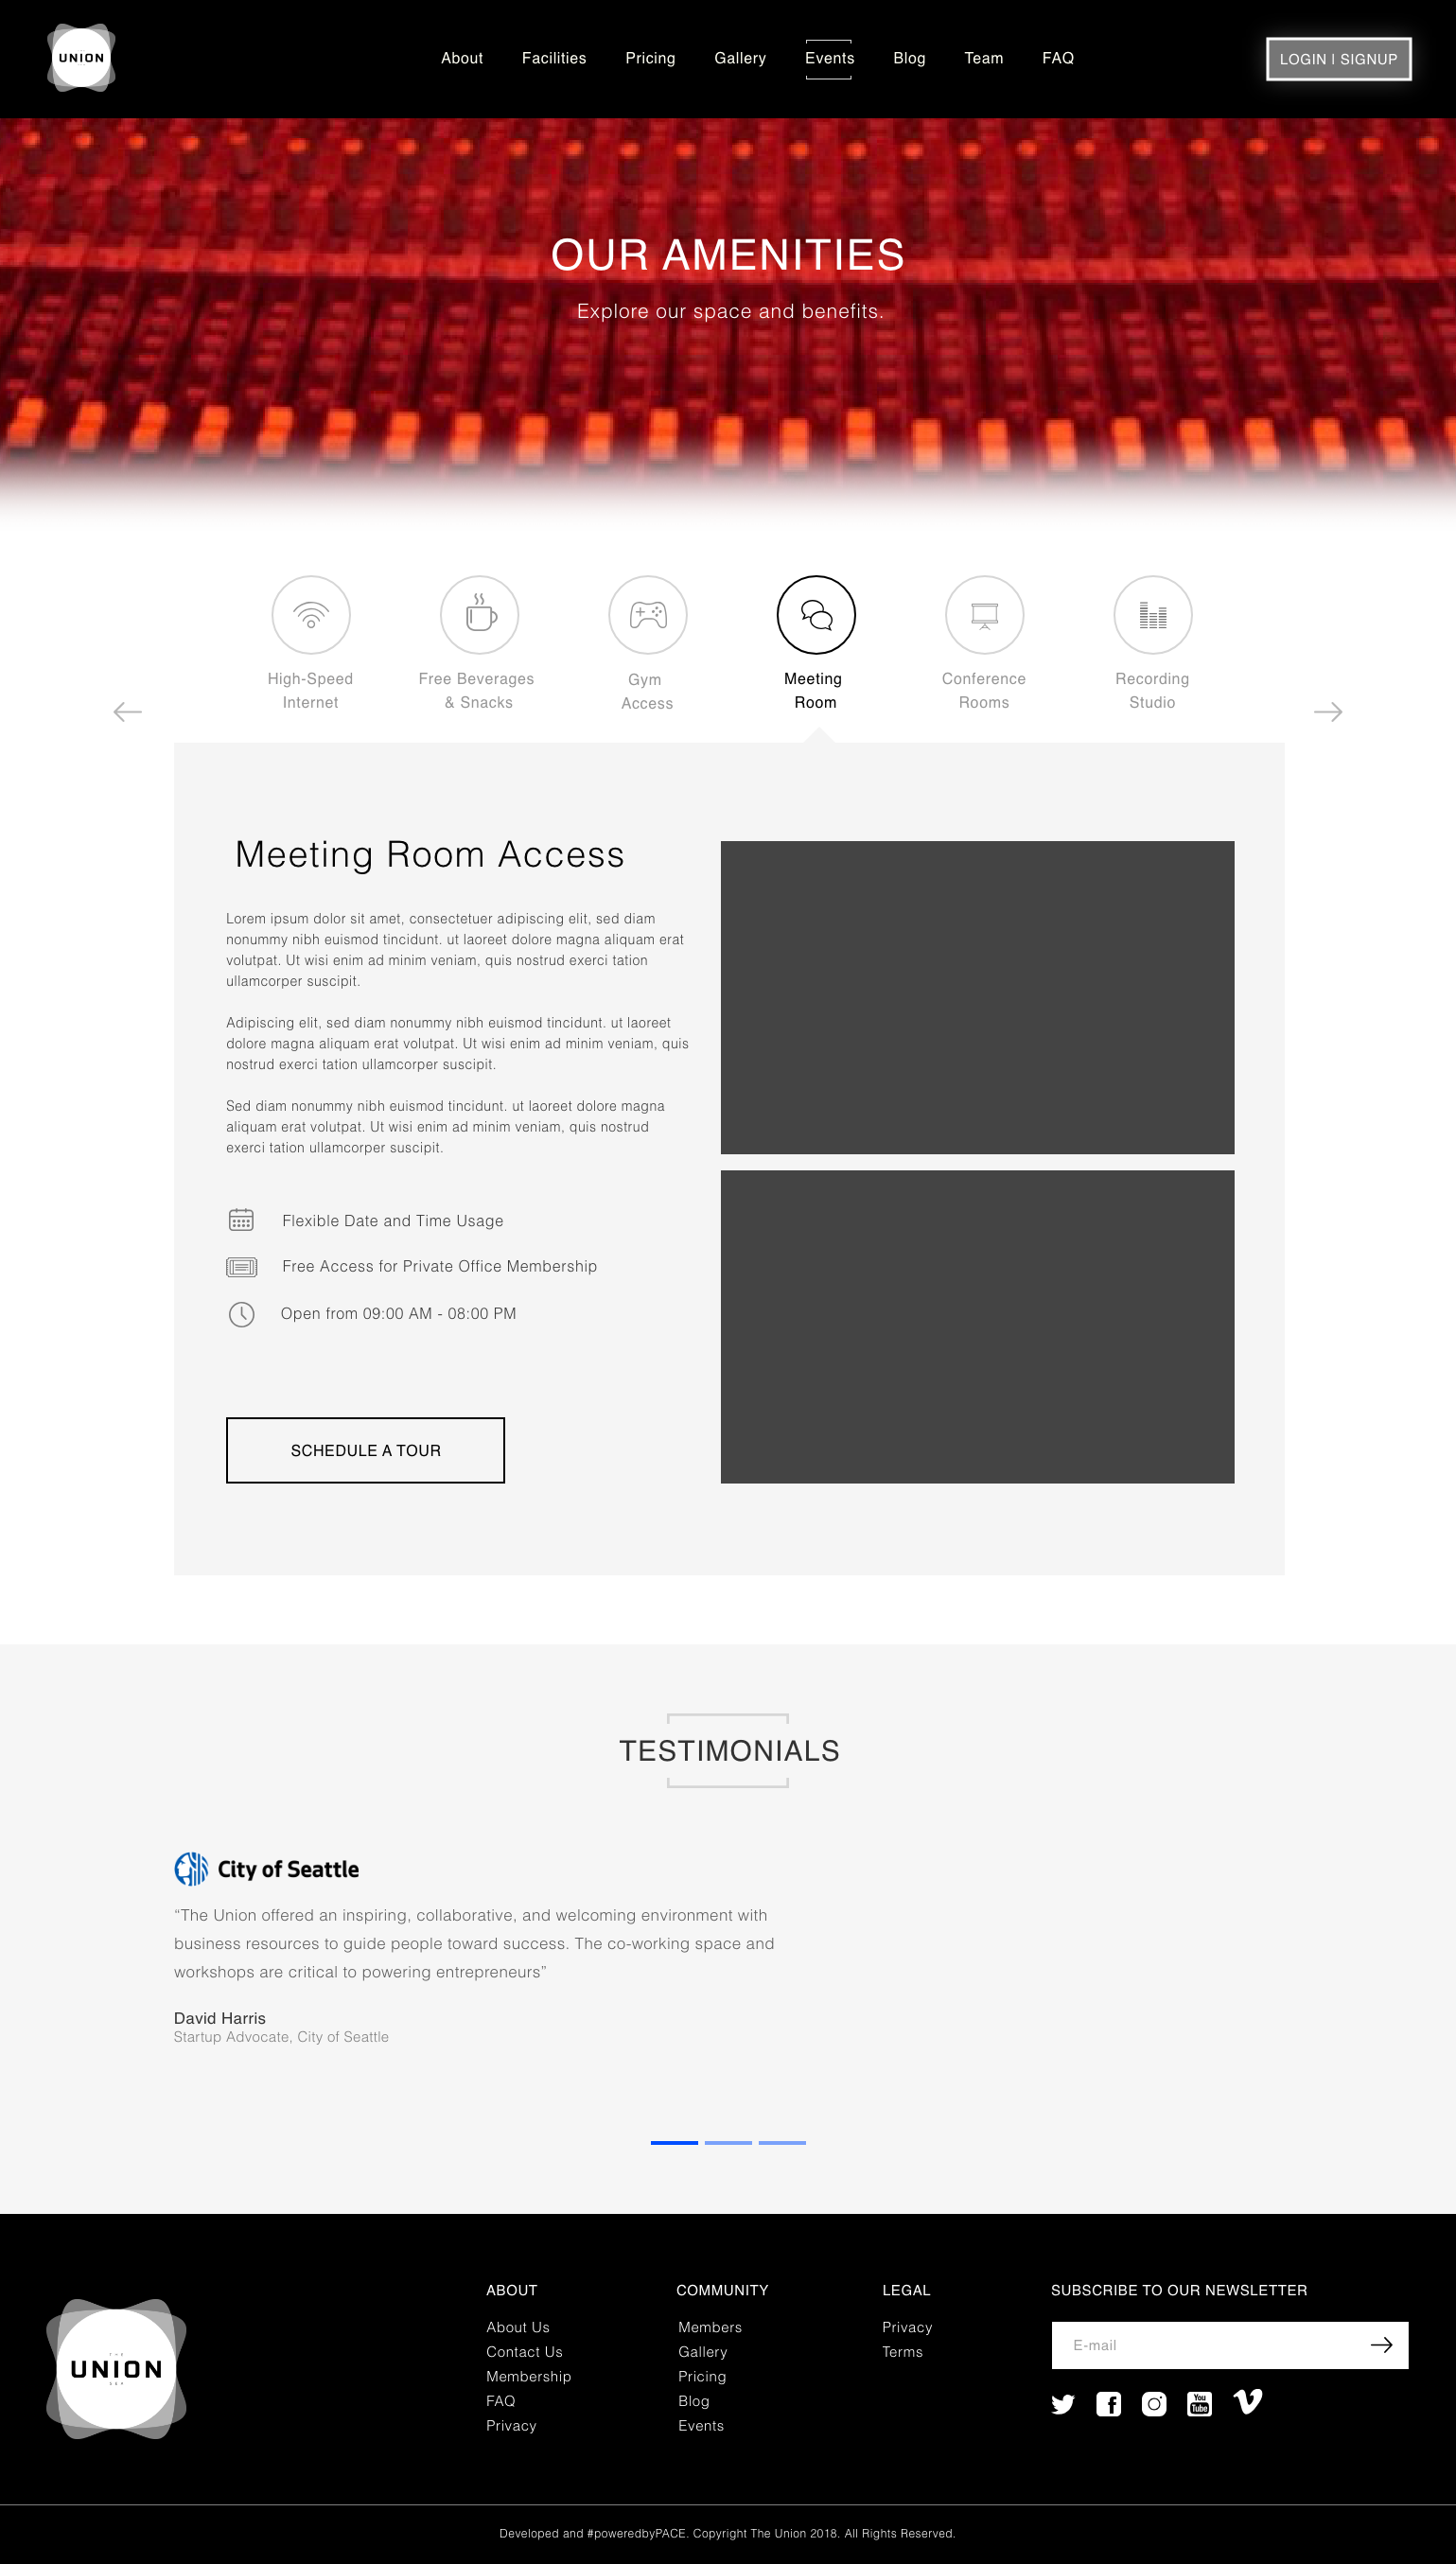 UNION
About Facilities Pricing Gallery Events Blog Team FAQ
LOGIN | SIGNUP
OUR AMENITIES
Explore our space and benefits.
High-Speed
Internet
Free Beverages
& Snacks
Gym
Access
Meeting
Room
Conference
Rooms
Recording
Studio
Meeting Room Access
Lorem ipsum dolor sit amet, consectetuer adipiscing elit, sed diam
nonummy nibh euismod tincidunt. ut laoreet dolore magna aliquam erat
volutpat. Ut wisi enim ad minim veniam, quis nostrud exerci tation
ullamcorper suscipit.
Adipiscing elit, sed diam nonummy nibh euismod tincidunt. ut laoreet
dolore magna aliquam erat volutpat. Ut wisi enim ad minim veniam, quis
nostrud exerci tation ullamcorper suscipit.
Sed diam nonummy nibh euismod tincidunt. ut laoreet dolore magna
aliquam erat volutpat. Ut wisi enim ad minim veniam, quis nostrud
exerci tation ullamcorper suscipit.
Flexible Date and Time Usage
Free Access for Private Office Membership
Open from 09:00 AM - 08:00 PM
SCHEDULE A TOUR
TESTIMONIALS
City of Seattle
“The Union offered an inspiring, collaborative, and welcoming environment with
business resources to guide people toward success. The co-working space and
workshops are critical to powering entrepreneurs”
David Harris
Startup Advocate, City of Seattle
THE
UNION
ABOUT
About Us
Contact Us
Membership
FAQ
Privacy
COMMUNITY
Members
Gallery
Pricing
Blog
Events
LEGAL
Privacy
Terms
SUBSCRIBE TO OUR NEWSLETTER
E-mail
You
Tube
Developed and #poweredbyPACE. Copyright The Union 2018. All Rights Reserved.